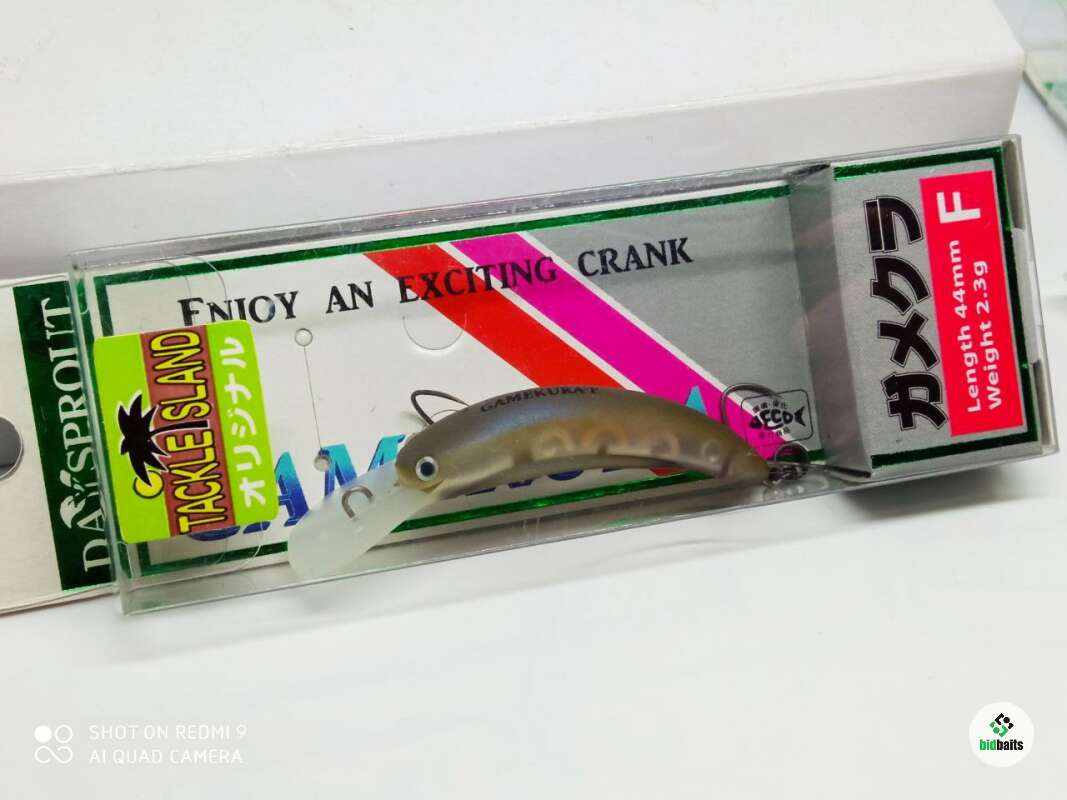 ENJOY AN EXCITING CRANK
DAYSPROUT
TACKLE ISLAND
オリジナル
GAMEKURA-F
ECO
ガメクラ
F
Length 44mm
Weight 2.3g
SHOT ON REDMI 9
AI QUAD CAMERA
bidbaits